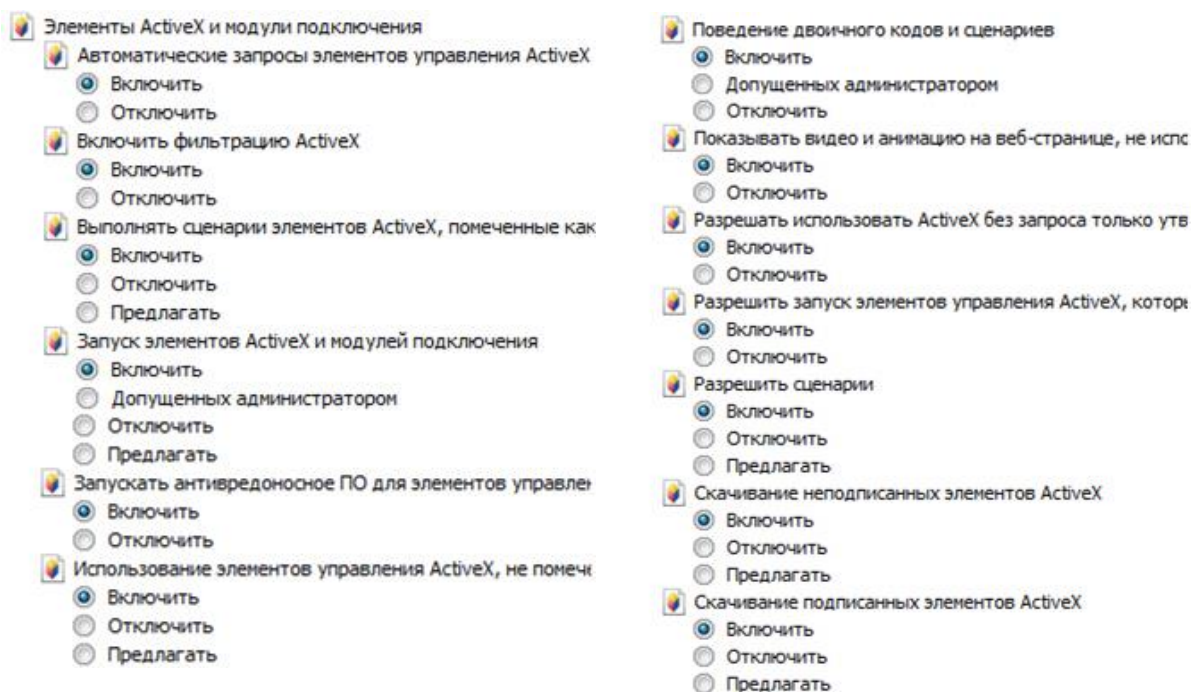 Элементы ActiveX и модули подключения
Автоматические запросы элементов управления ActiveX
Включить
Отключить
Включить фильтрацию ActiveX
Включить
Отключить
Выполнять сценарии элементов ActiveX, помеченные как
Включить
Отключить
Предлагать
Запуск элементов ActiveX и модулей подключения
Включить
Допущенных администратором
Отключить
Предлагать
Запускать антивредоносное ПО для элементов управлен
Включить
Отключить
Использование элементов управления ActiveX, не помече
Включить
Отключить
Предлагать
Поведение двоичного кодов и сценариев
Включить
Допущенных администратором
Отключить
Показывать видео и анимацию на веб-странице, не испо
Включить
Отключить
Разрешать использовать ActiveX без запроса только утв
Включить
Отключить
Разрешить запуск элементов управления ActiveX, которы
Включить
Отключить
Разрешить сценарии
Включить
Отключить
Предлагать
Скачивание неподписанных элементов ActiveX
Включить
Отключить
Предлагать
Скачивание подписанных элементов ActiveX
Включить
Отключить
Предлагать